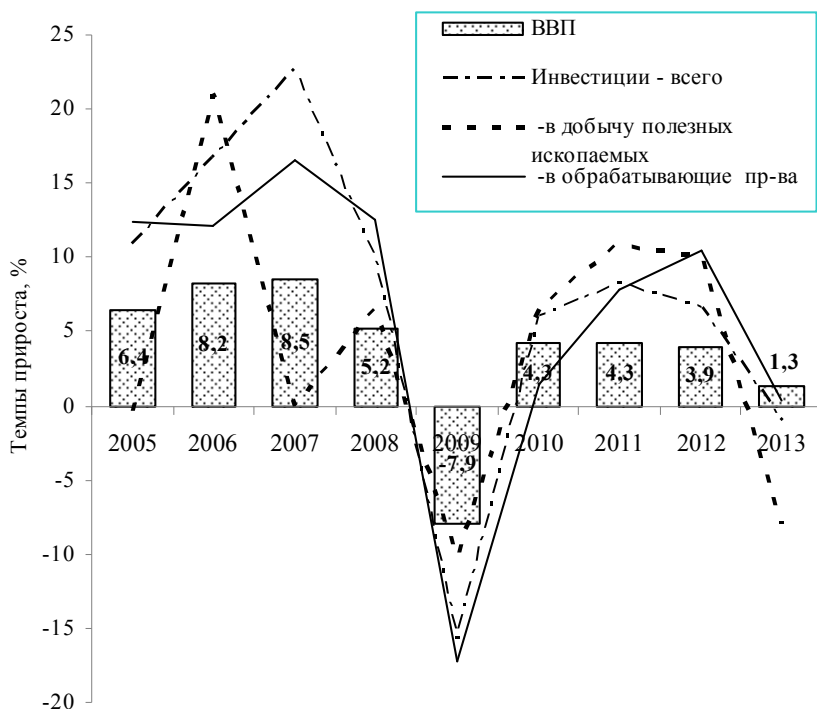 25
20
15
10
5
0
-5
-10
-15
-20
Темпы прироста, %
ВВП
Инвестиции - всего
-в добычу полезных
ископаемых
-в обрабатывающие пр-ва
6,4
8,2
8,5
5,2
-7,9
4,3
4,3
3,9
1,3
2005 2006 2007 2008 2009 2010 2011 2012 2013